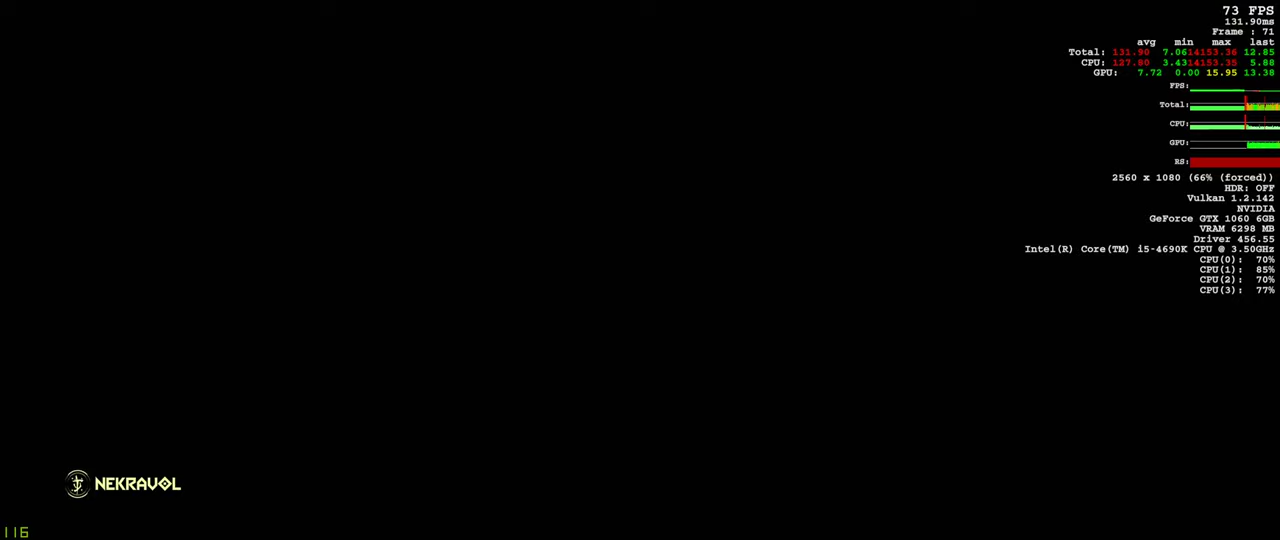 73 FPS
131.90ms
Frame : 71
avg min max last
Total: 131.90 7.0614153.36 12.85
CPU: 127.80 3.4314153.35 5.88
GPU: 7.72 0.00 15.95 13.38
FPS:
Total:
CPU:
GPU:
RS:
2560 x 1080 (66% (forced))
HDR: OFF
Vulkan 1.2.142
NVIDIA
GeForce GTX 1060 6GB
VRAM 6298 MB
Driver 456.55
Intel(R) Core(TM) i5-4690K CPU @ 3.50GHz
CPU(0): 70%
CPU(1): 85%
CPU(2): 70%
CPU(3): 77%
NEKRAVOL
116